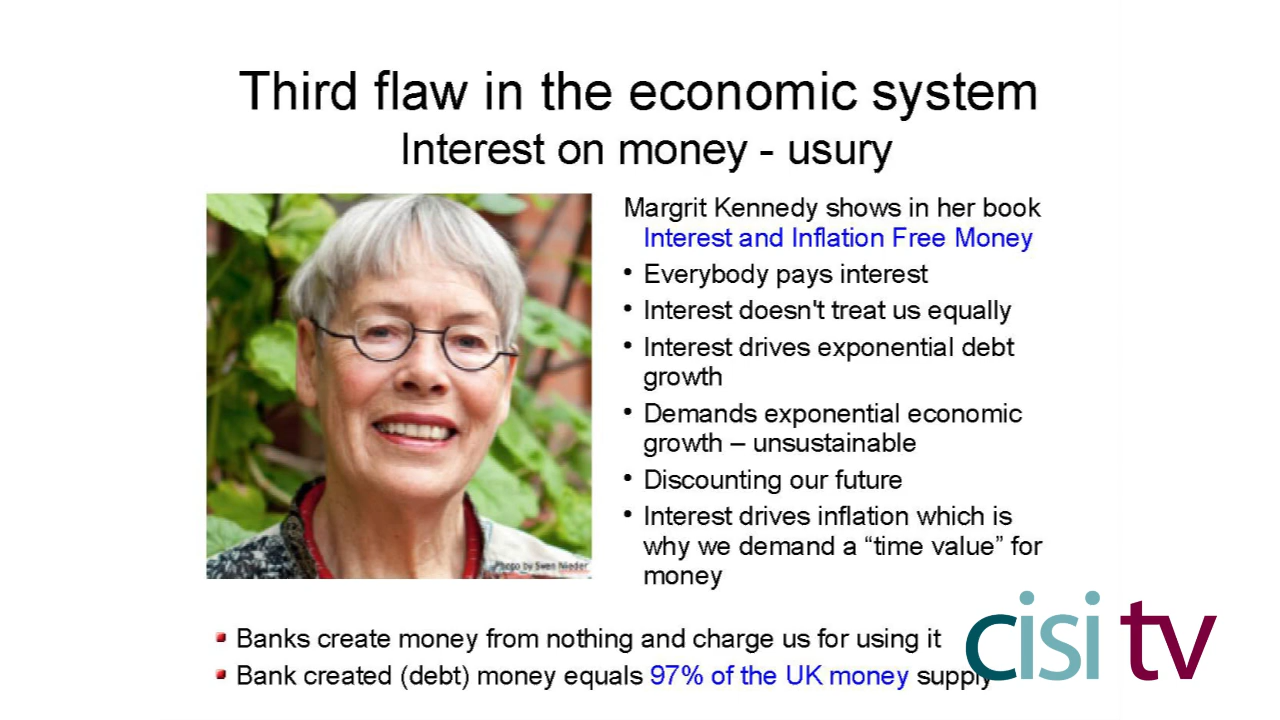 Third flaw in the economic system
Interest on money - usury
Margrit Kennedy shows in her book
Interest and Inflation Free Money
• Everybody pays interest
• Interest doesn't treat us equally
• Interest drives exponential debt
growth
• Demands exponential economic
growth – unsustainable
• Discounting our future
• Interest drives inflation which is
why we demand a “time value” for
money
Photo by Sven Nieder
Banks create money from nothing and charge us for using it
Bank created (debt) money equals 97% of the UK money supply
cisi tv